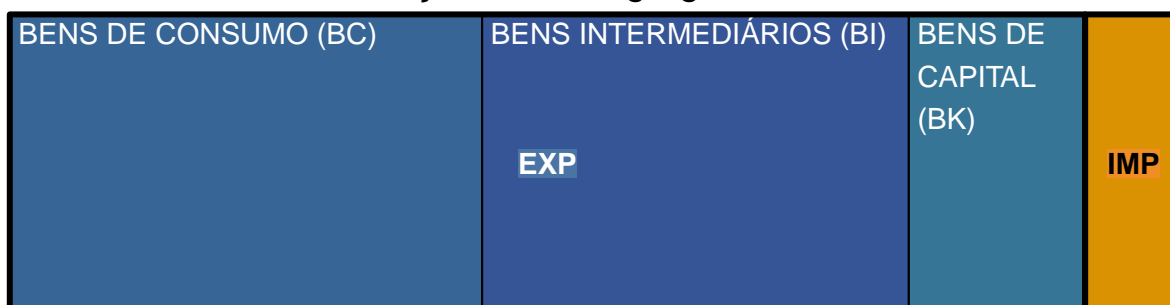 BENS DE CONSUMO (BC)
BENS INTERMEDIÁRIOS (BI)
BENS DE
CAPITAL
(BK)
EXP
IMP